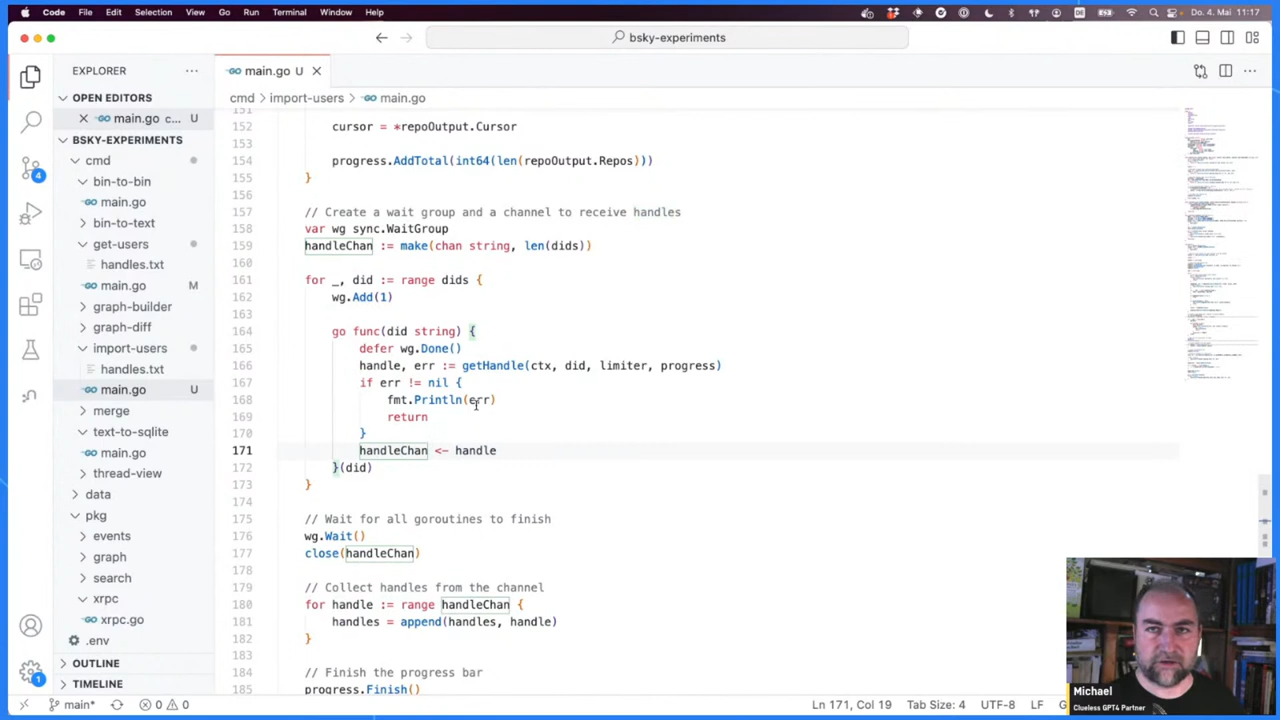 Code File Edit Selection View Go Run Terminal Window Help DE Do. 4. Mai 11:17
bsky-experiments
EXPLORER
main.go U
cmd import-users main.go
OPEN EDITORS
main.go c... U
BSKY-EXPERIMENTS
cmd
bin-to-bin
main.go
bin-to-text
main.go
get-users
handles.txt
main.go M
graph-builder
graph-diff
import-users
handles.txt
main.go U
merge
text-to-sqlite
main.go
thread-view
data
pkg
events
graph
search
xrpc
xrpc.go
.env
OUTLINE
TIMELINE
4
1
151
152 cursor = *repoOutput.Cursor
153
154 progress.AddTotal(int64(len(repoOutput.Repos)))
155 }
156
157 // Create a wait group and a channel to receive handles
158 var wg sync.WaitGroup
159 handleChan := make(chan string, len(dids))
160
161 for _, did := range dids {
162 wg.Add(1)
163
164 go func(did string) {
165 defer wg.Done()
166 handle, err := getHandle(ctx, did, limiter, progress)
167 if err != nil {
168 fmt.Println(err)
169 return
170 }
171 handleChan <- handle
172 }(did)
173 }
174
175 // Wait for all goroutines to finish
176 wg.Wait()
177 close(handleChan)
178
179 // Collect handles from the channel
180 for handle := range handleChan {
181 handles = append(handles, handle)
182 }
183
184 // Finish the progress bar
185 progress.Finish()
Michael
Clueless GPT4 Partner
main* 0 0 Ln 171, Col 19 Tab Size: 4 UTF-8 LF